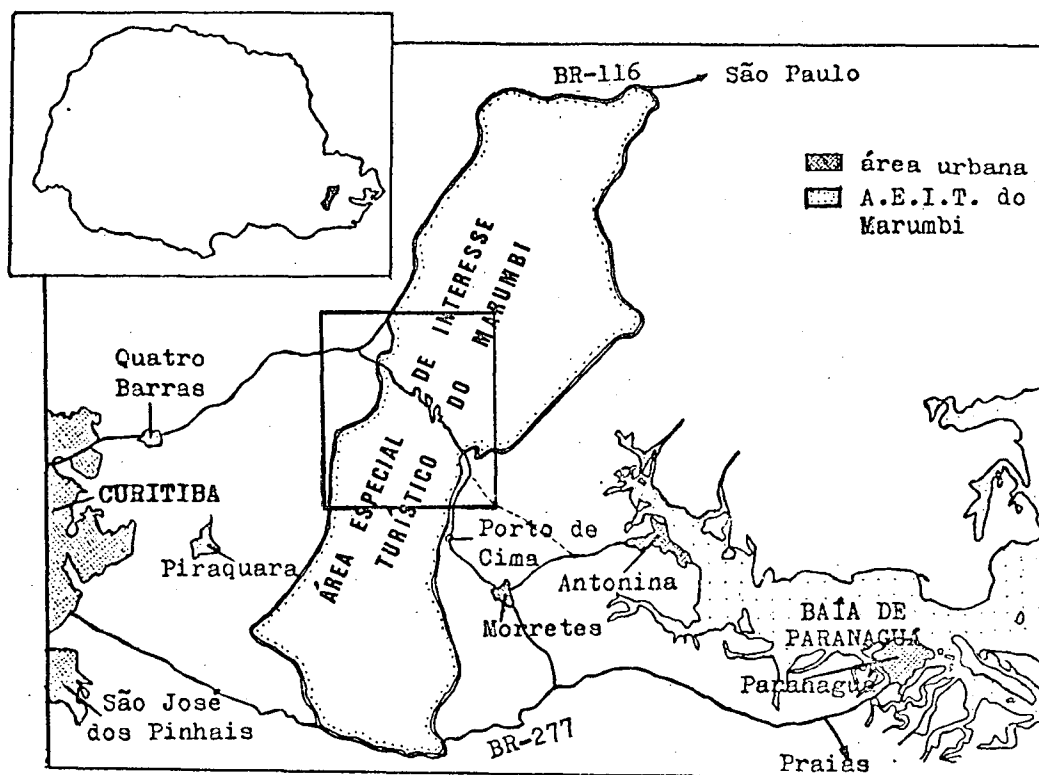 BR-116
São Paulo
área urbana
A.E.I.T. do
Marumbi
ÁREA ESPECIAL DE INTERESSE
TURÍSTICO DO MARUMBI
Quatro
Barras
CURITIBA
Piraquara
Porto de
Cima
Antonina
Morretes
BAÍA DE
PARANAGUÁ
Paranaguá
São José
dos Pinhais
BR-277
Praias